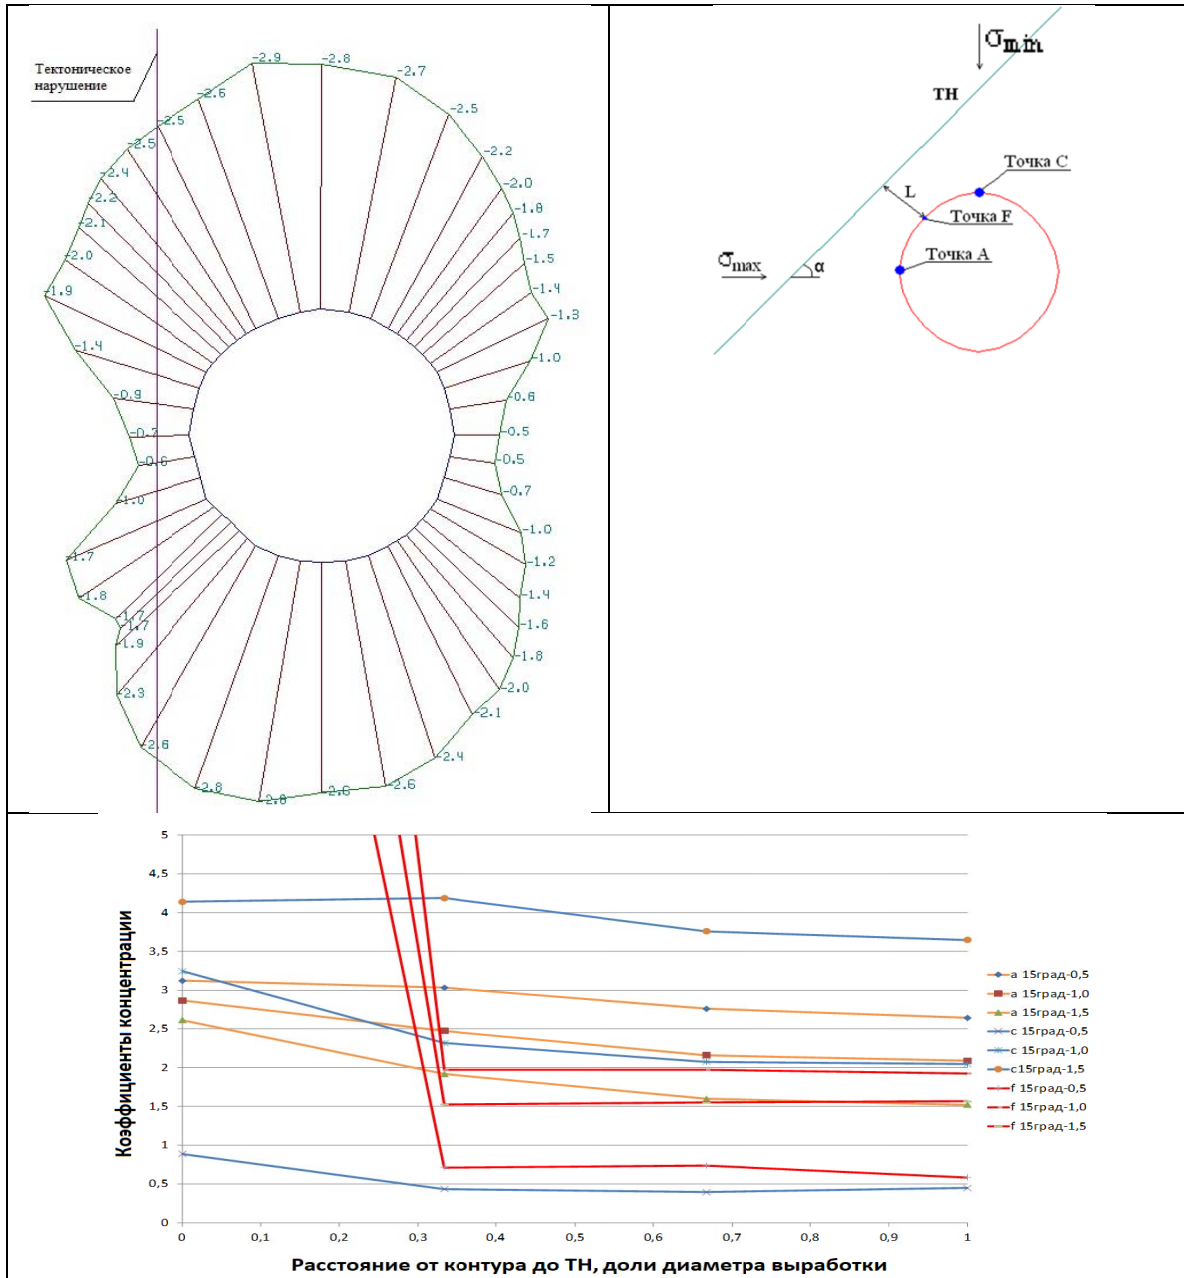 Тектоническое
нарушение
-2.9
-2.8
-2.7
-2.6
-2.5
-2.5
-2.5
-2.4
-2.2
-2.2
-2.0
-2.1
-1.8
-1.7
-2.0
-1.5
-1.9
-1.4
-1.3
-1.4
-1.0
-0.9
-0.6
-0.7
-0.5
-0.6
-0.5
-1.0
-0.7
-1.0
-1.7
-1.2
-1.8
-1.4
-1.7
-1.7
-1.6
-1.9
-1.8
-2.3
-2.0
-2.1
-2.6
-2.4
-2.8
-2.8
-2.6
-2.6
σmin
ТН
Точка C
L
Точка F
Точка A
σmax
α
Коэффициенты концентрации
5
4,5
4
3,5
3
2,5
2
1,5
1
0,5
0
0 0,1 0,2 0,3 0,4 0,5 0,6 0,7 0,8 0,9 1
Расстояние от контура до ТН, доли диаметра выработки
а 15град-0,5
а 15град-1,0
а 15град-1,5
с 15град-0,5
с 15град-1,0
с15град-1,5
f 15град-0,5
f 15град-1,0
f 15град-1,5